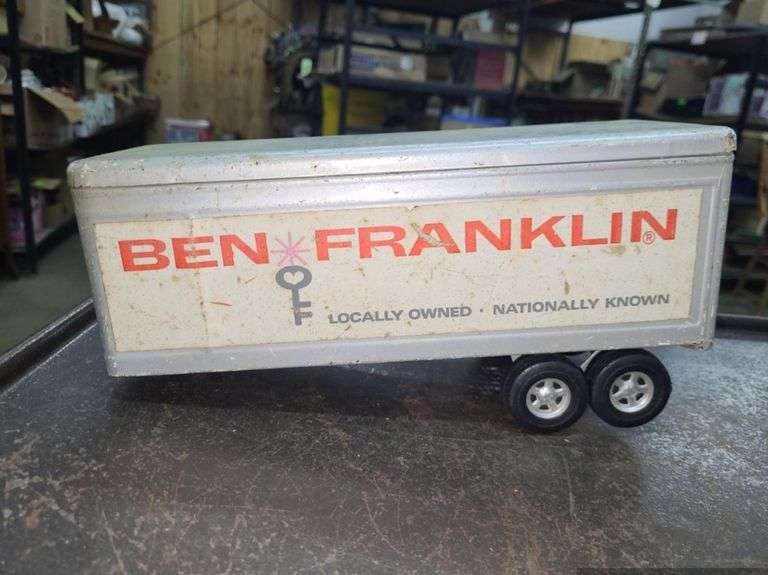 BEN FRANKLIN®
LOCALLY OWNED · NATIONALLY KNOWN